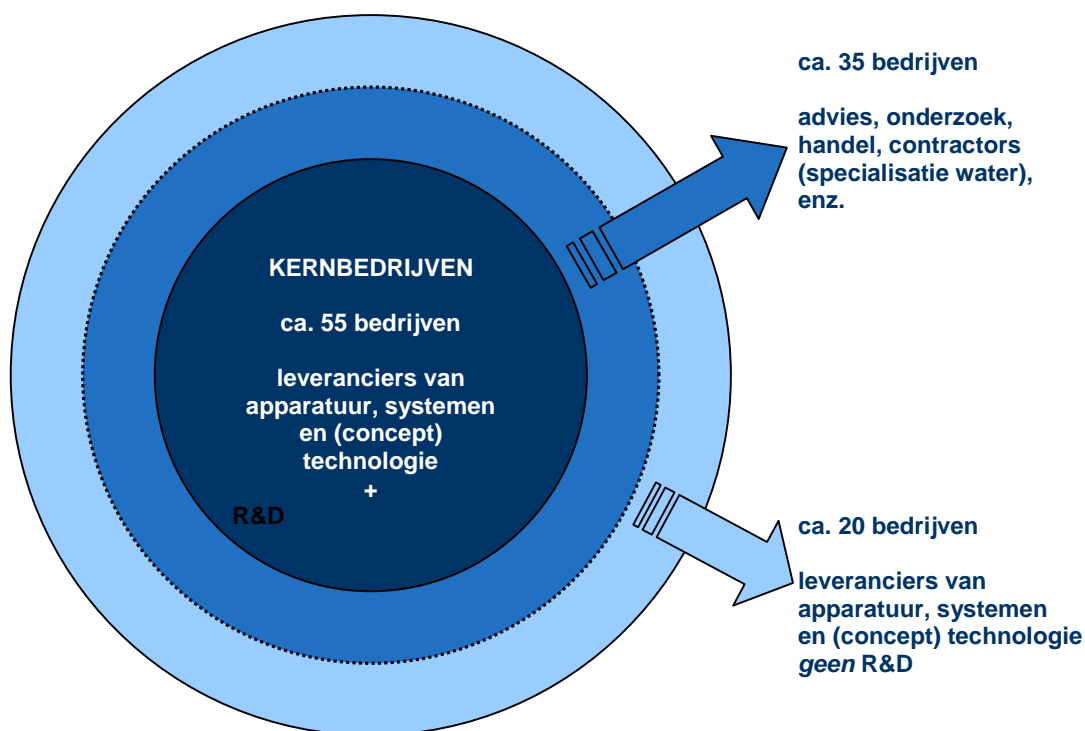 KERNBEDRIJVEN
ca. 55 bedrijven
leveranciers van
apparatuur, systemen
en (concept)
technologie
+
R&D
ca. 35 bedrijven
advies, onderzoek,
handel, contractors
(specialisatie water),
enz.
ca. 20 bedrijven
leveranciers van
apparatuur, systemen
en (concept) technologie
geen R&D